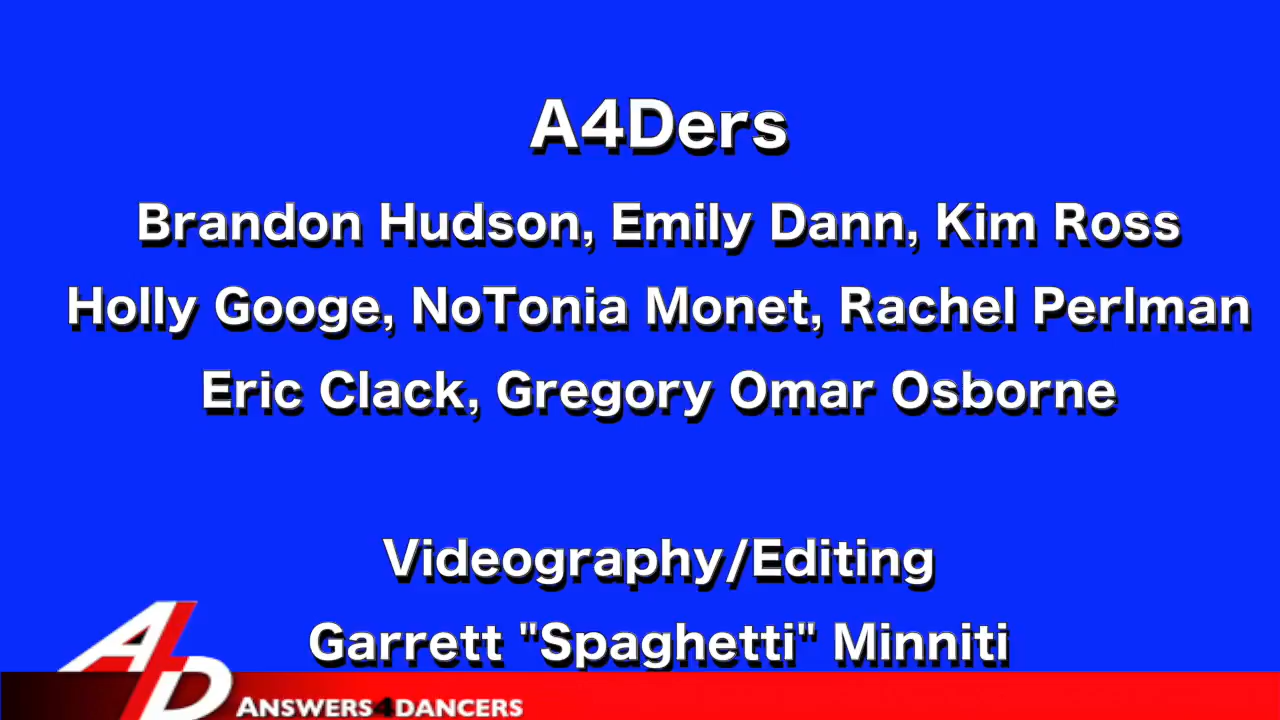 A4Ders
Brandon Hudson, Emily Dann, Kim Ross
Holly Googe, NoTonia Monet, Rachel Perlman
Eric Clack, Gregory Omar Osborne
Videography/Editing
Garrett "Spaghetti" Minniti
A4D
ANSWERS4DANCERS